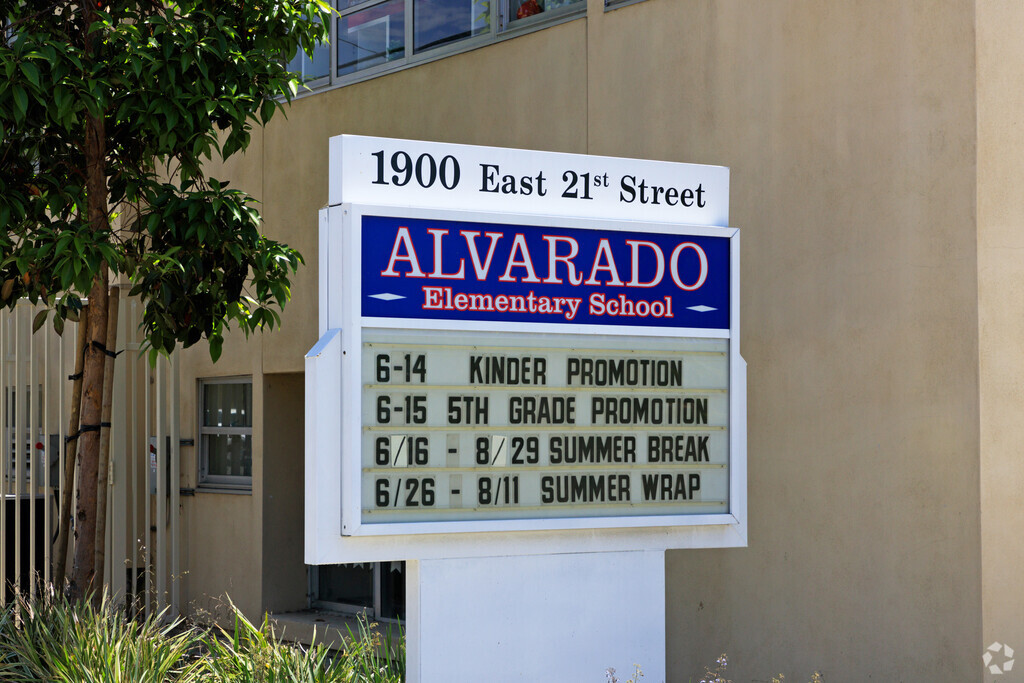 1900 East 21st Street
ALVARADO
Elementary School
6-14 KINDER PROMOTION
6-15 5TH GRADE PROMOTION
6/16 - 8/29 SUMMER BREAK
6/26 - 8/11 SUMMER WRAP